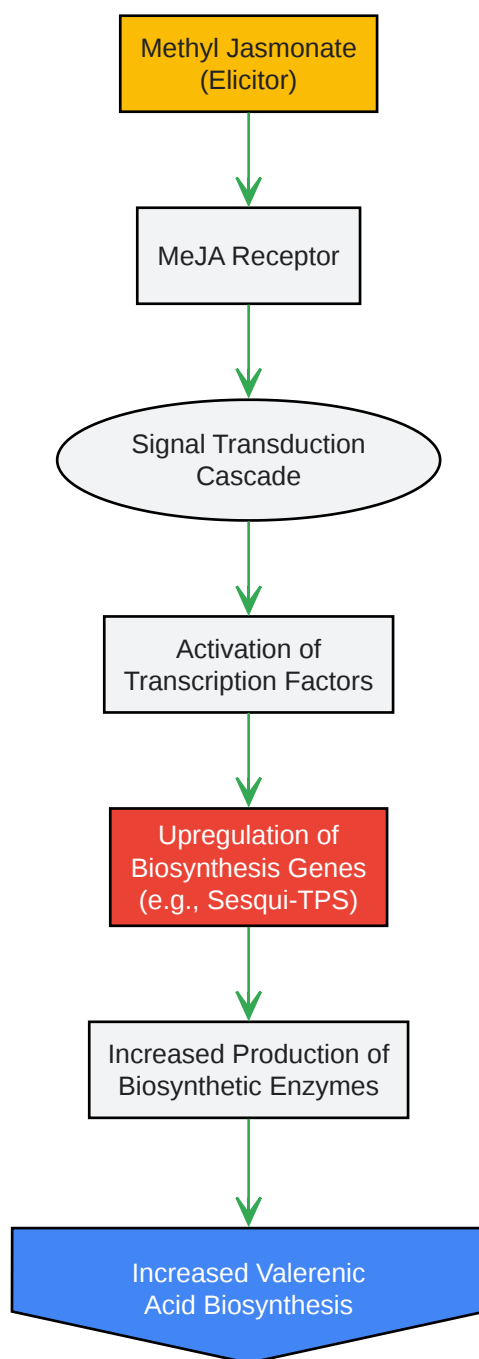 Methyl Jasmonate
(Elicitor)
MeJA Receptor
Signal Transduction
Cascade
Activation of
Transcription Factors
Upregulation of
Biosynthesis Genes
(e.g., Sesqui-TPS)
Increased Production of
Biosynthetic Enzymes
Increased Valerenic
Acid Biosynthesis